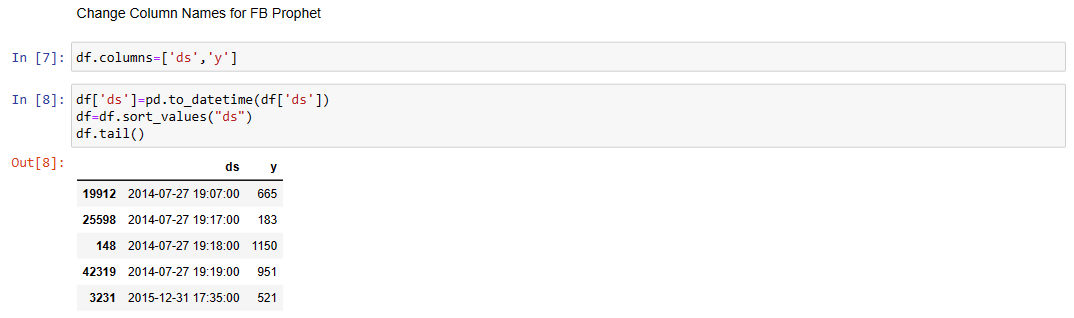 Change Column Names for FB Prophet
In [7]: df.columns=['ds','y']
In [8]: df['ds']=pd.to_datetime(df['ds'])
df=df.sort_values("ds")
df.tail()
Out[8]:
ds y
19912 2014-07-27 19:07:00 665
25598 2014-07-27 19:17:00 183
148 2014-07-27 19:18:00 1150
42319 2014-07-27 19:19:00 951
3231 2015-12-31 17:35:00 521